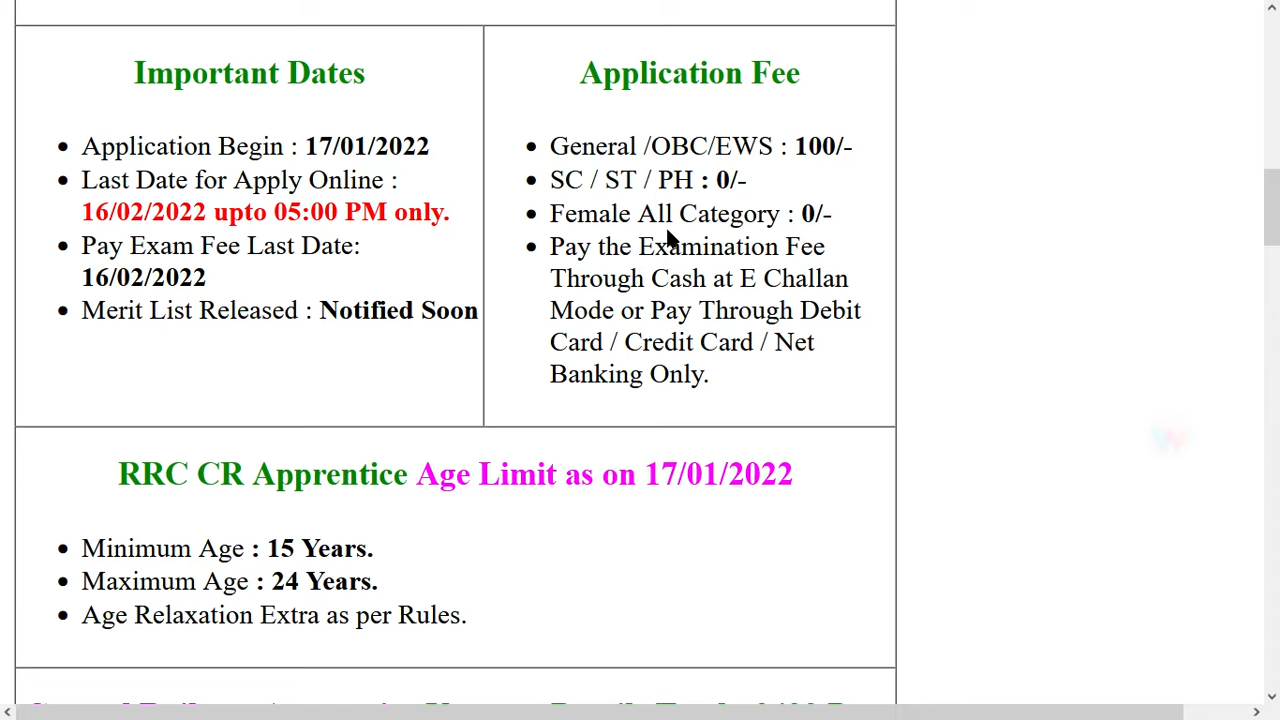 Important Dates
Application Begin : 17/01/2022
Last Date for Apply Online :
16/02/2022 upto 05:00 PM only.
Pay Exam Fee Last Date:
16/02/2022
Merit List Released : Notified Soon
Application Fee
General /OBC/EWS : 100/-
SC / ST / PH : 0/-
Female All Category : 0/-
Pay the Examination Fee
Through Cash at E Challan
Mode or Pay Through Debit
Card / Credit Card / Net
Banking Only.
RRC CR Apprentice Age Limit as on 17/01/2022
Minimum Age : 15 Years.
Maximum Age : 24 Years.
Age Relaxation Extra as per Rules.